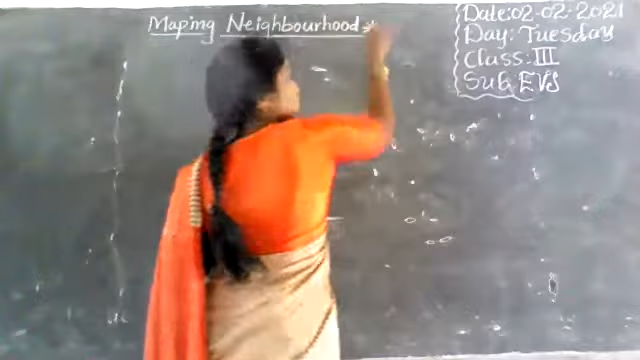 Maping Neighbourhood
Date:02-02-2021
Day: Tuesday
Class: III
Sub: EVS